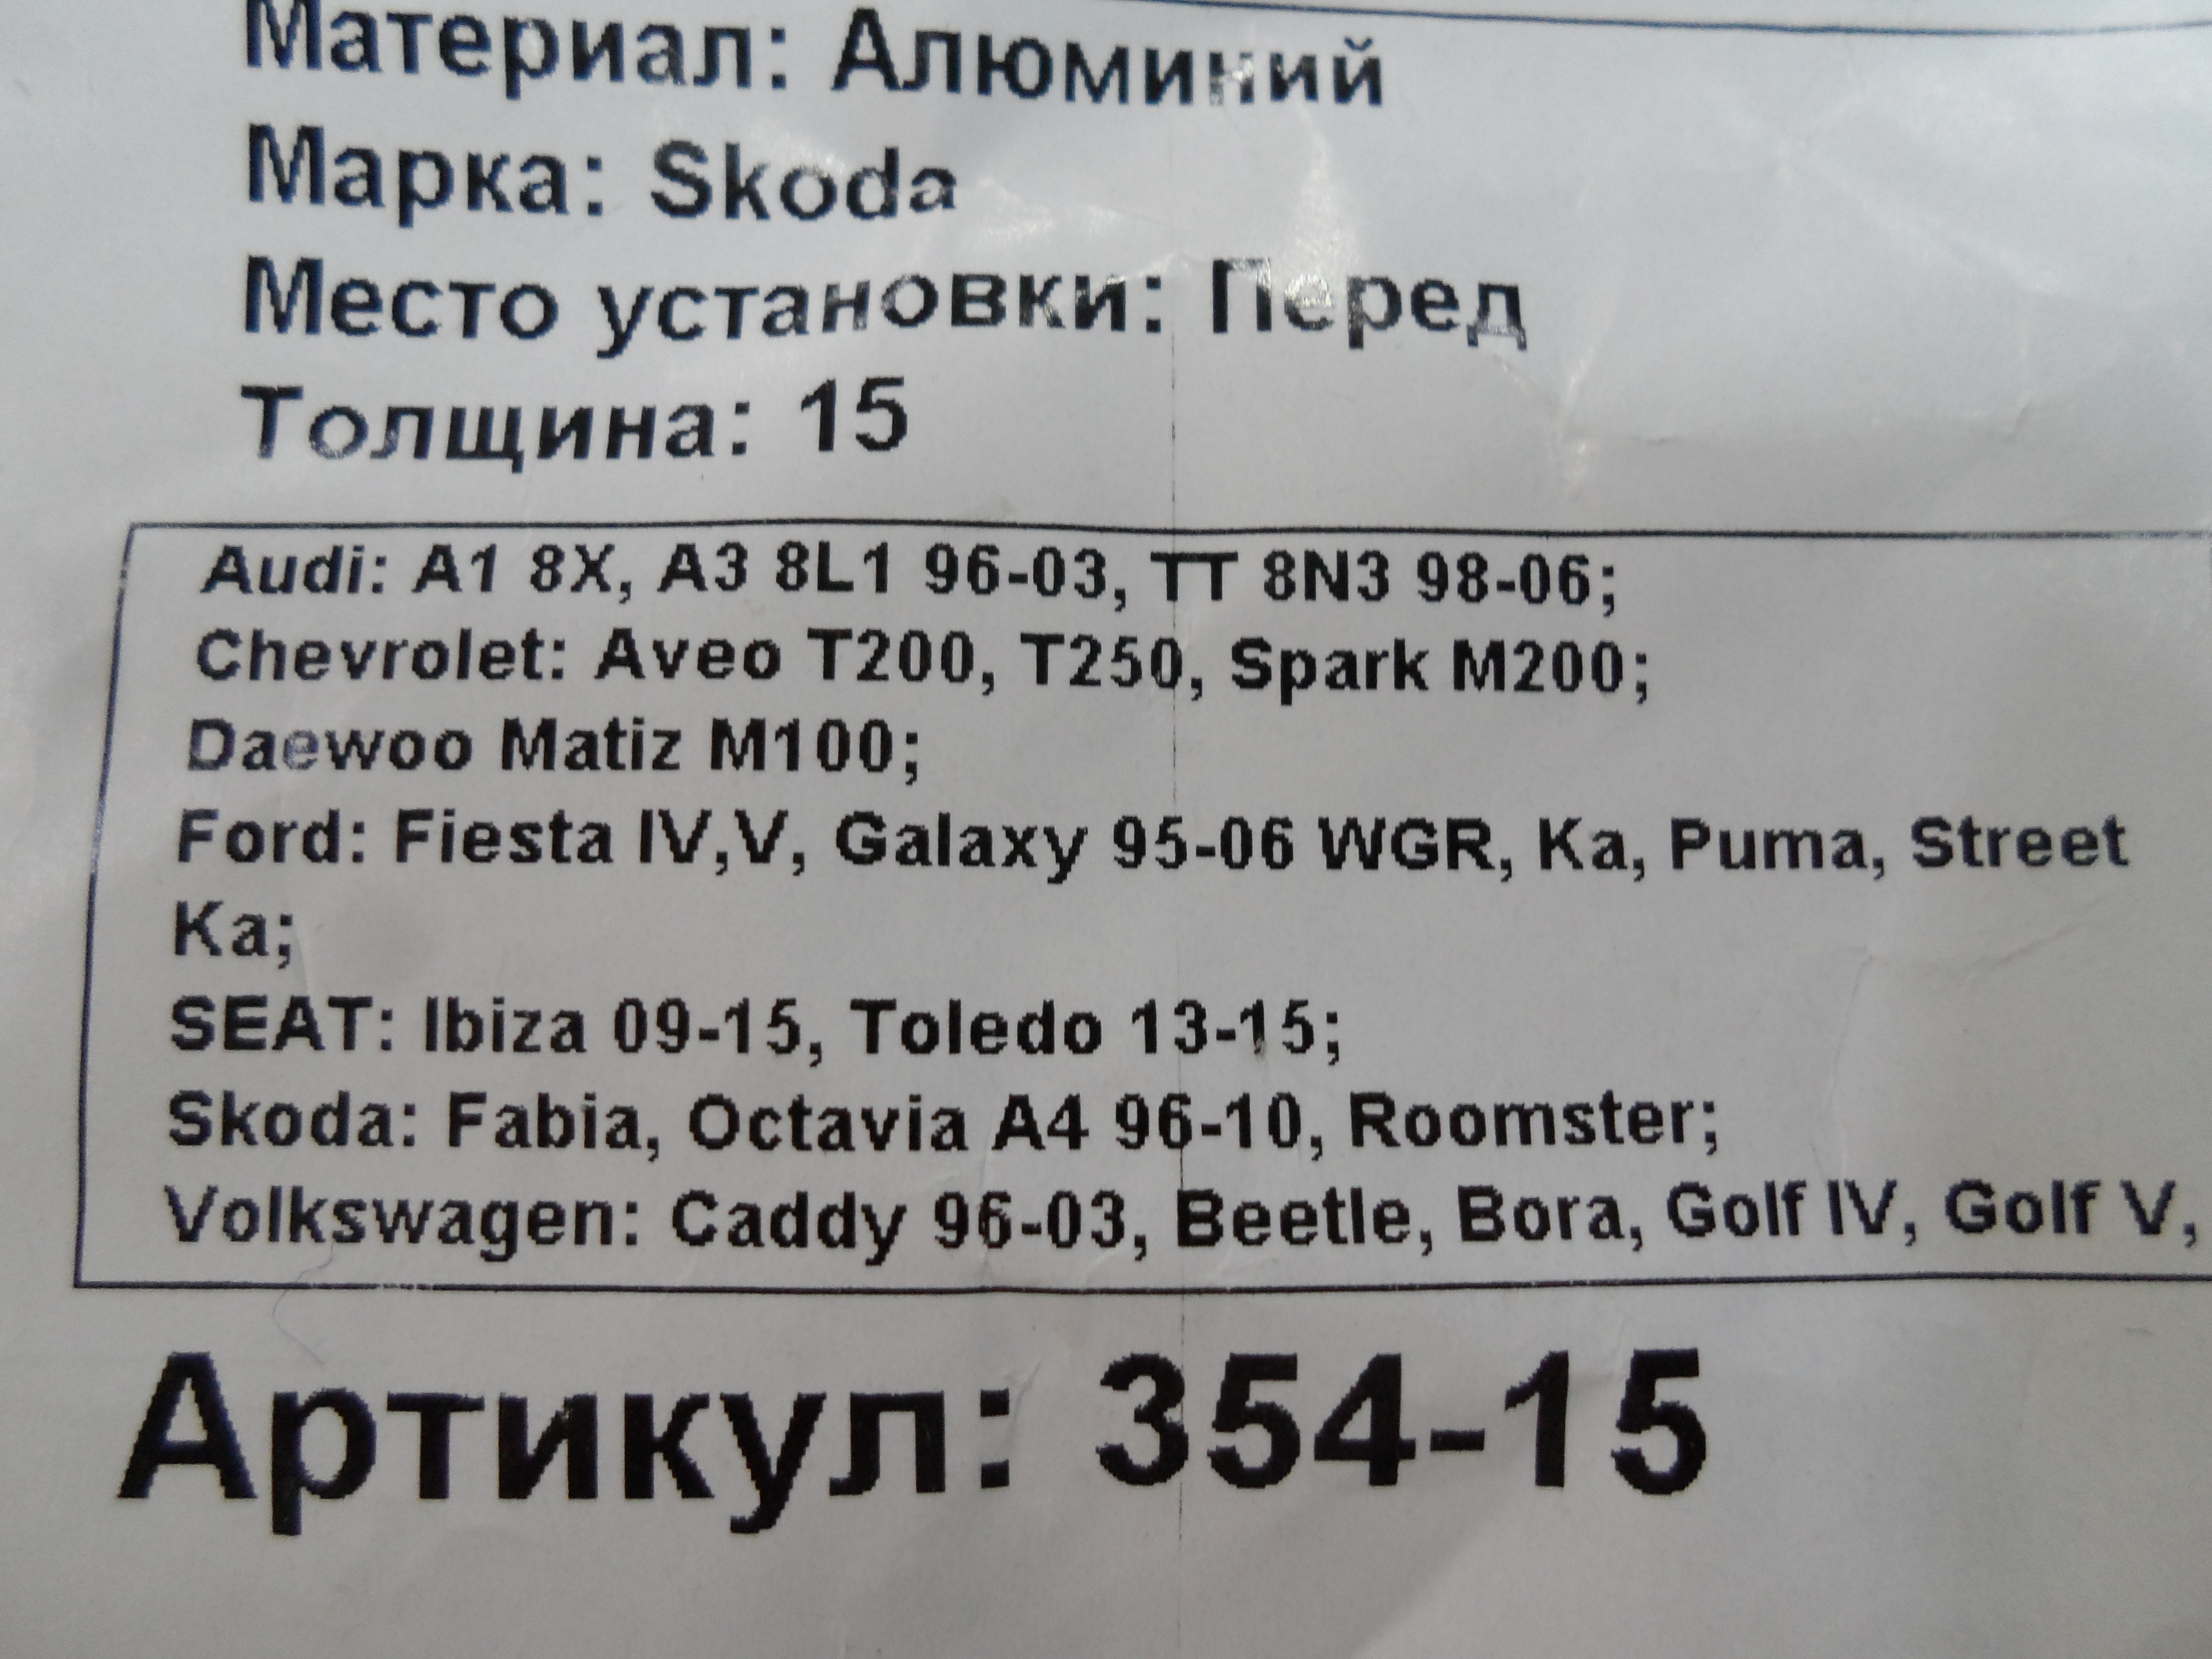 Материал: Алюминий
Марка: Skoda
Место установки: Перед
Толщина: 15
Audi: A1 8X, A3 8L1 96-03, TT 8N3 98-06;
Chevrolet: Aveo T200, T250, Spark M200;
Daewoo Matiz M100;
Ford: Fiesta IV,V, Galaxy 95-06 WGR, Ka, Puma, Street
Ka;
SEAT: Ibiza 09-15, Toledo 13-15;
Skoda: Fabia, Octavia A4 96-10, Roomster;
Volkswagen: Caddy 96-03, Beetle, Bora, Golf IV, Golf V,
Артикул: 354-15